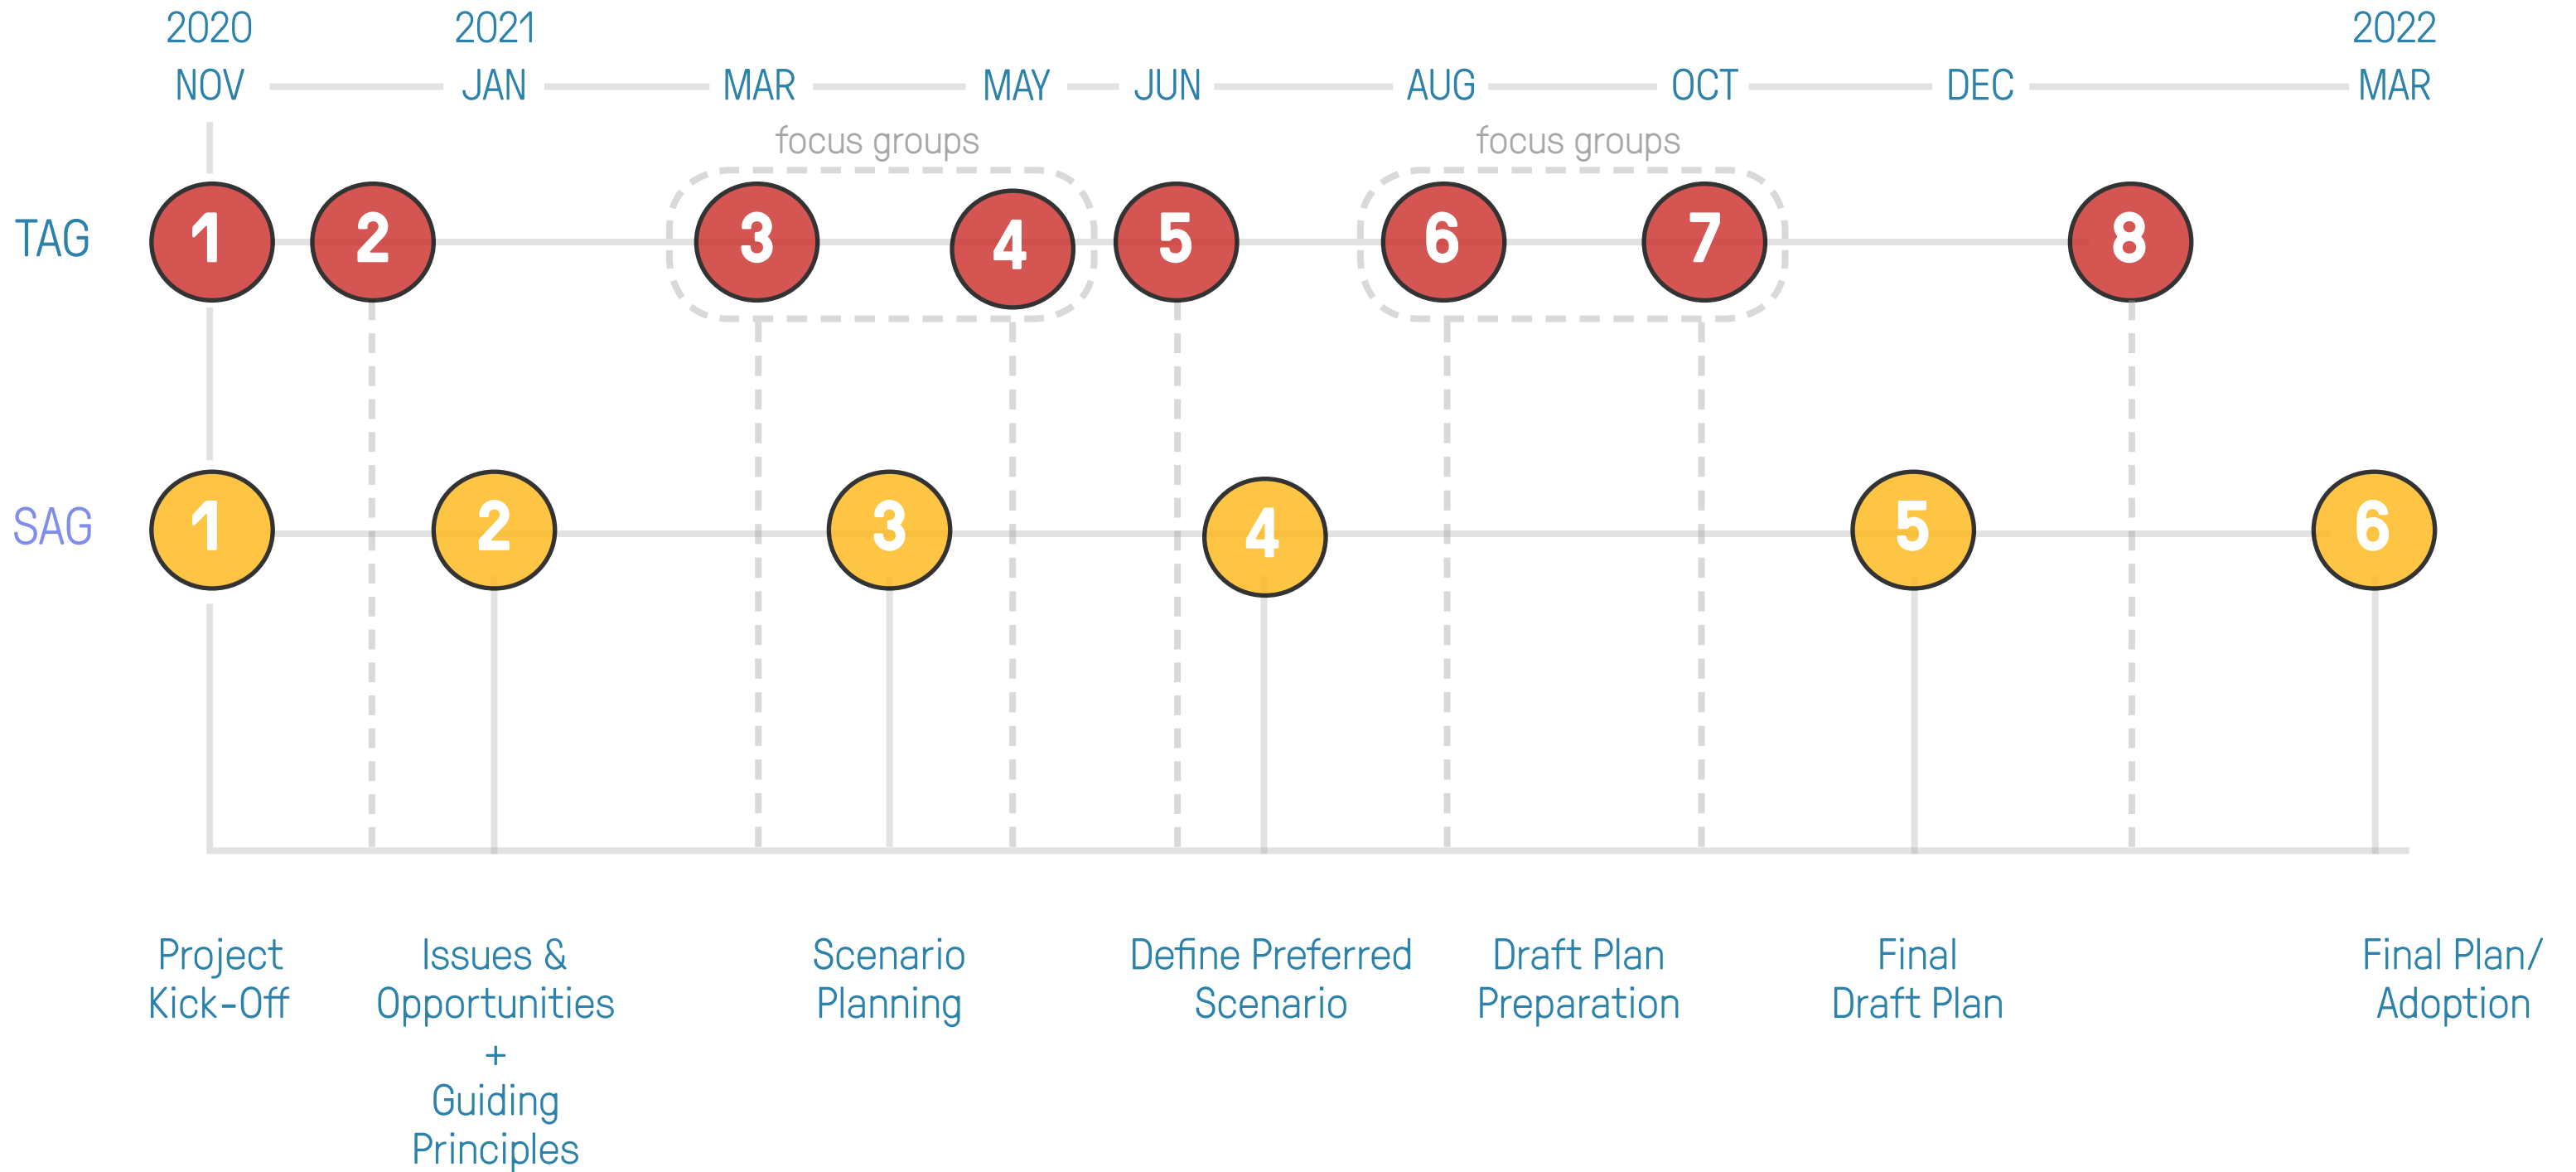 2020
2021
2022
NOV
JAN
MAR
MAY
JUN
AUG
OCT
DEC
MAR
focus groups
focus groups
TAG
1
2
3
4
5
6
7
8
SAG
1
2
3
4
5
6
Project
Kick-Off
Issues &
Opportunities
+
Guiding
Principles
Scenario
Planning
Define Preferred
Scenario
Draft Plan
Preparation
Final
Draft Plan
Final Plan/
Adoption